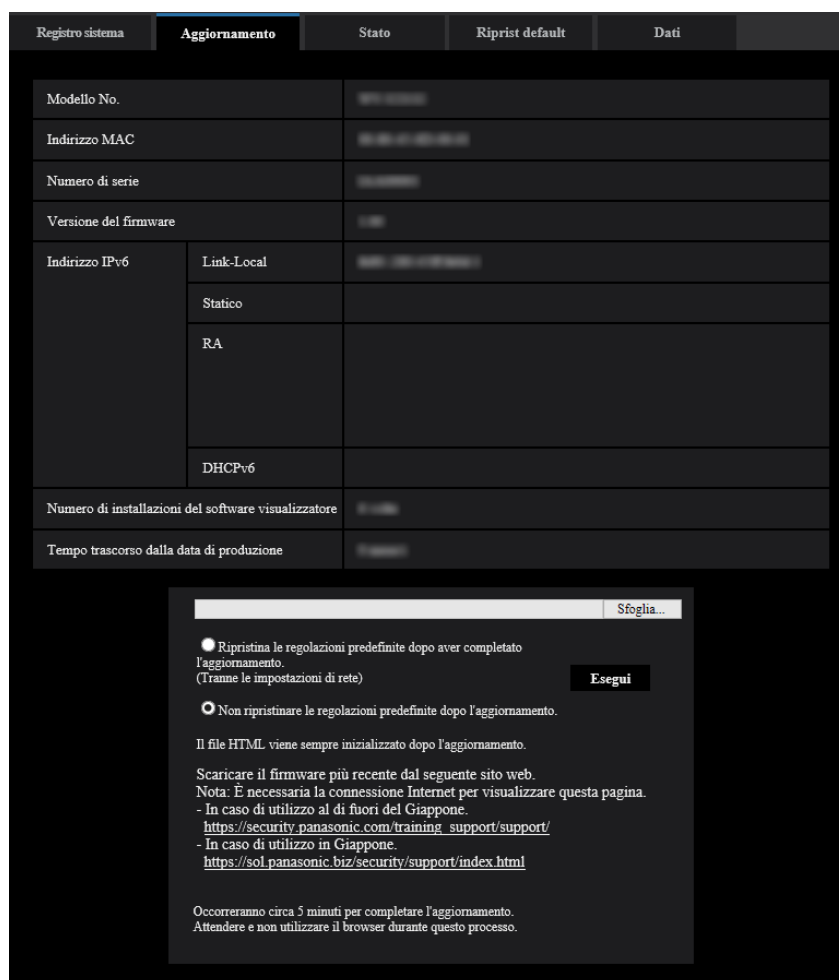 Registro sistema Aggiornamento Stato Riprist default Dati
Modello No.
Indirizzo MAC
Numero di serie
Versione del firmware
Indirizzo IPv6 Link-Local
Statico
RA
DHCPv6
Numero di installazioni del software visualizzatore
Tempo trascorso dalla data di produzione
Sfoglia...
Ripristina le regolazioni predefinite dopo aver completato
l'aggiornamento.
(Tranne le impostazioni di rete)
Esegui
Non ripristinare le regolazioni predefinite dopo l'aggiornamento.
Il file HTML viene sempre inizializzato dopo l'aggiornamento.
Scaricare il firmware più recente dal seguente sito web.
Nota: È necessaria la connessione Internet per visualizzare questa pagina.
- In caso di utilizzo al di fuori del Giappone.
https://security.panasonic.com/training_support/support/
- In caso di utilizzo in Giappone.
https://sol.panasonic.biz/security/support/index.html
Occorreranno circa 5 minuti per completare l'aggiornamento.
Attendere e non utilizzare il browser durante questo processo.